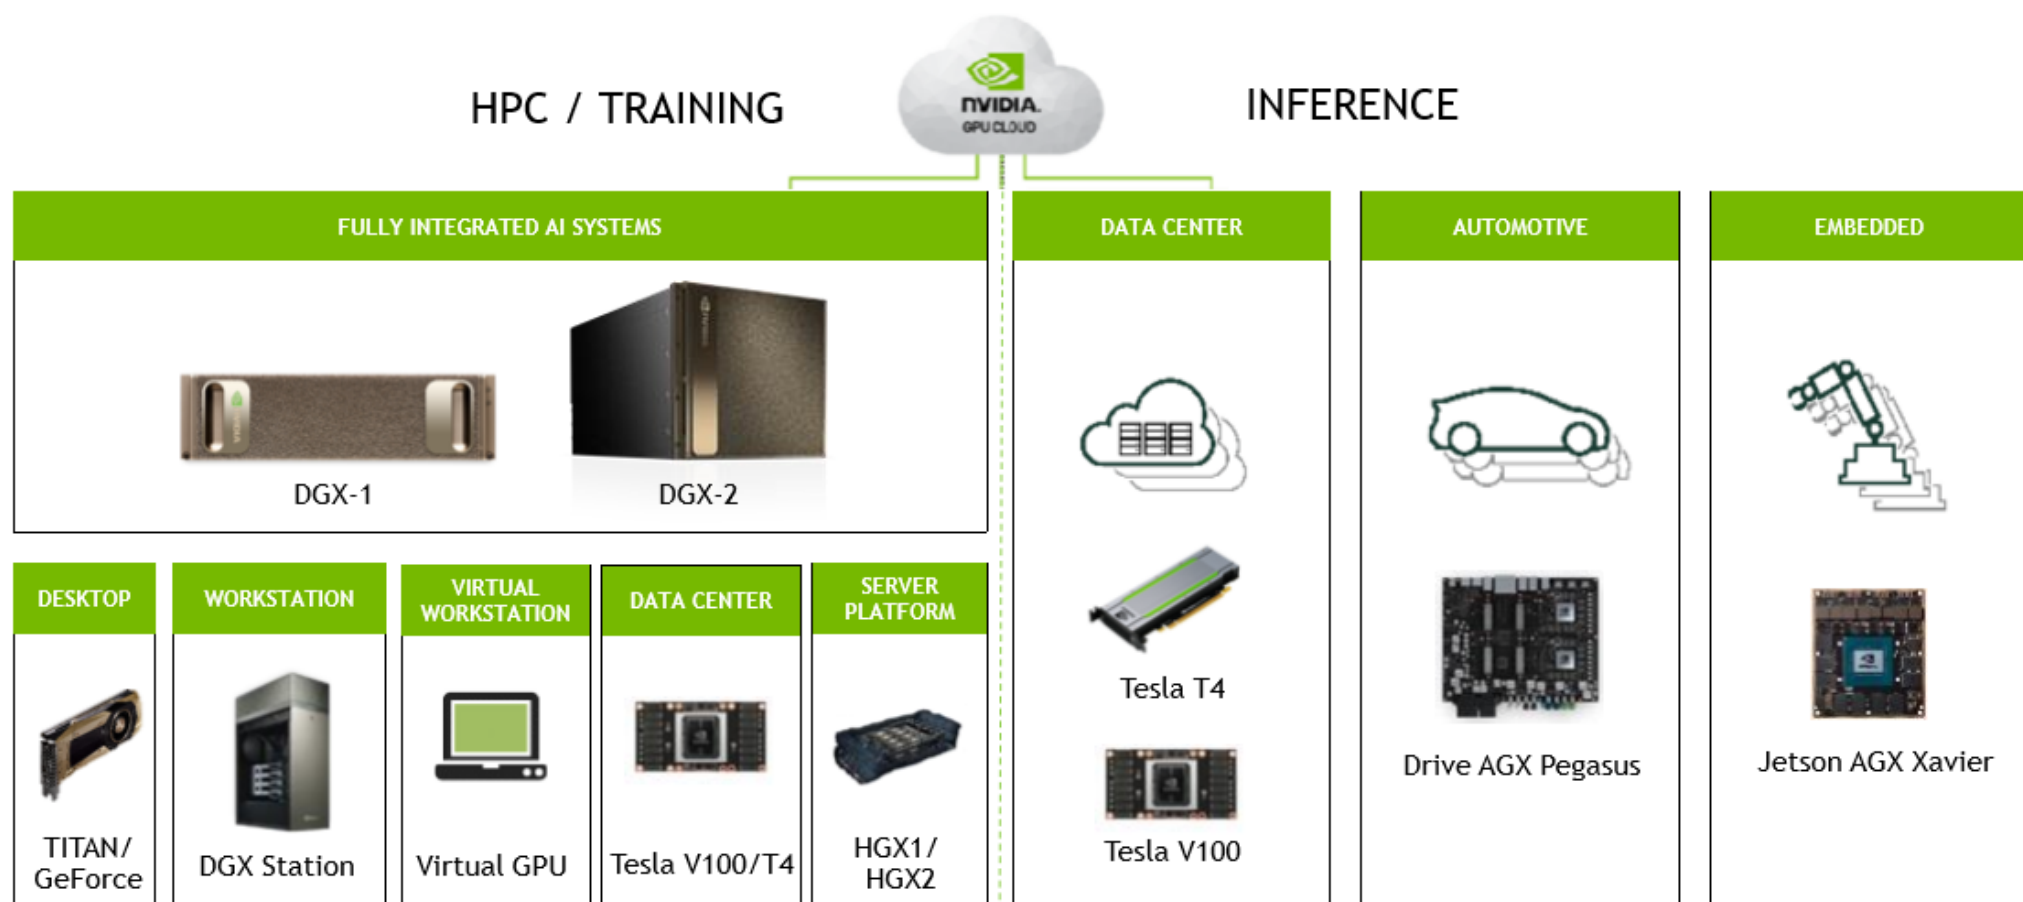 HPC / TRAINING
NVIDIA.
GPU CLOUD
INFERENCE
FULLY INTEGRATED AI SYSTEMS
DGX-1
DGX-2
DESKTOP
TITAN/
GeForce
WORKSTATION
DGX Station
VIRTUAL
WORKSTATION
Virtual GPU
DATA CENTER
Tesla V100/T4
SERVER
PLATFORM
HGX1/
HGX2
DATA CENTER
Tesla T4
Tesla V100
AUTOMOTIVE
Drive AGX Pegasus
EMBEDDED
Jetson AGX Xavier